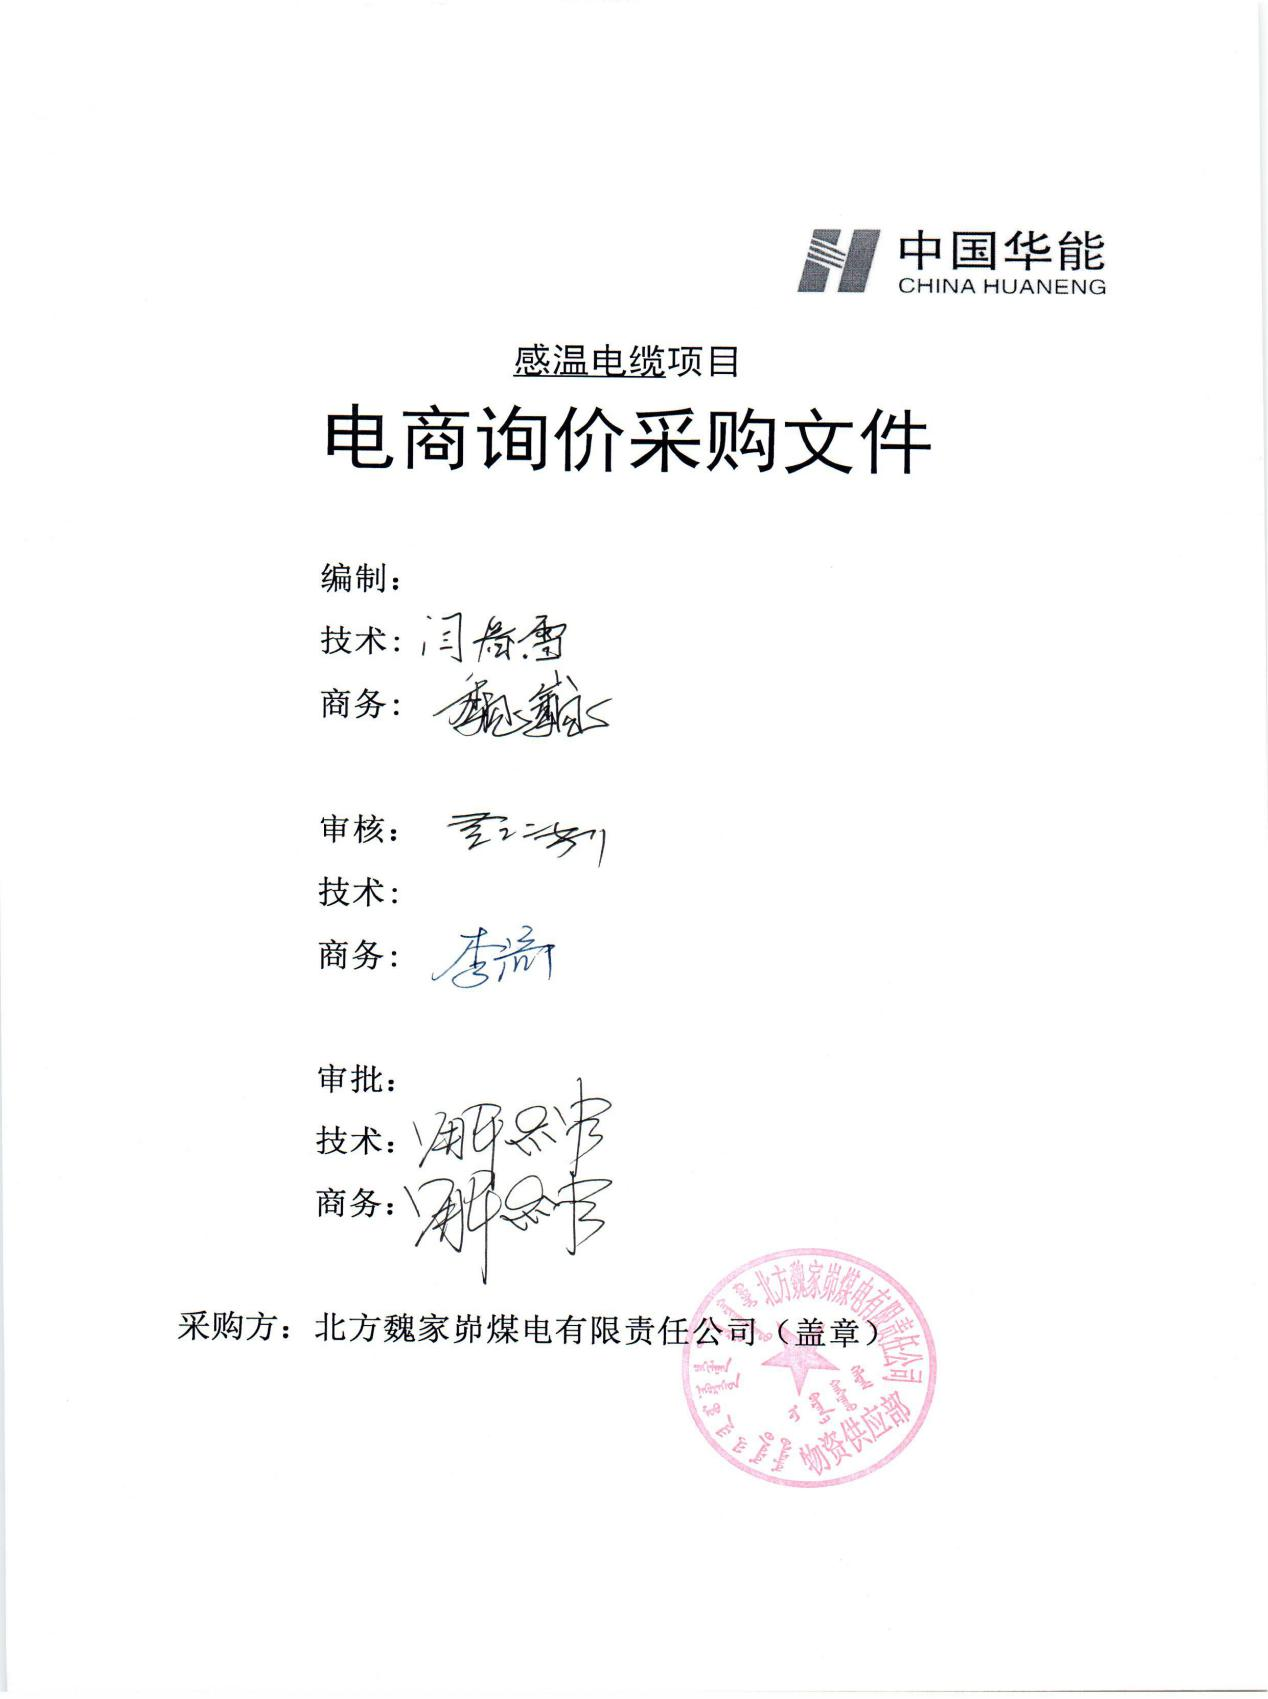 中国华能
CHINA HUANENG
感温电缆项目
电商询价采购文件
编制：
技术：闫春雪
商务：
审核：
技术：
商务：
审批：
技术：
商务：
采购方：北方魏家峁煤电有限责任公司（盖章）
北方魏家峁煤电有限责任公司
物资供应部